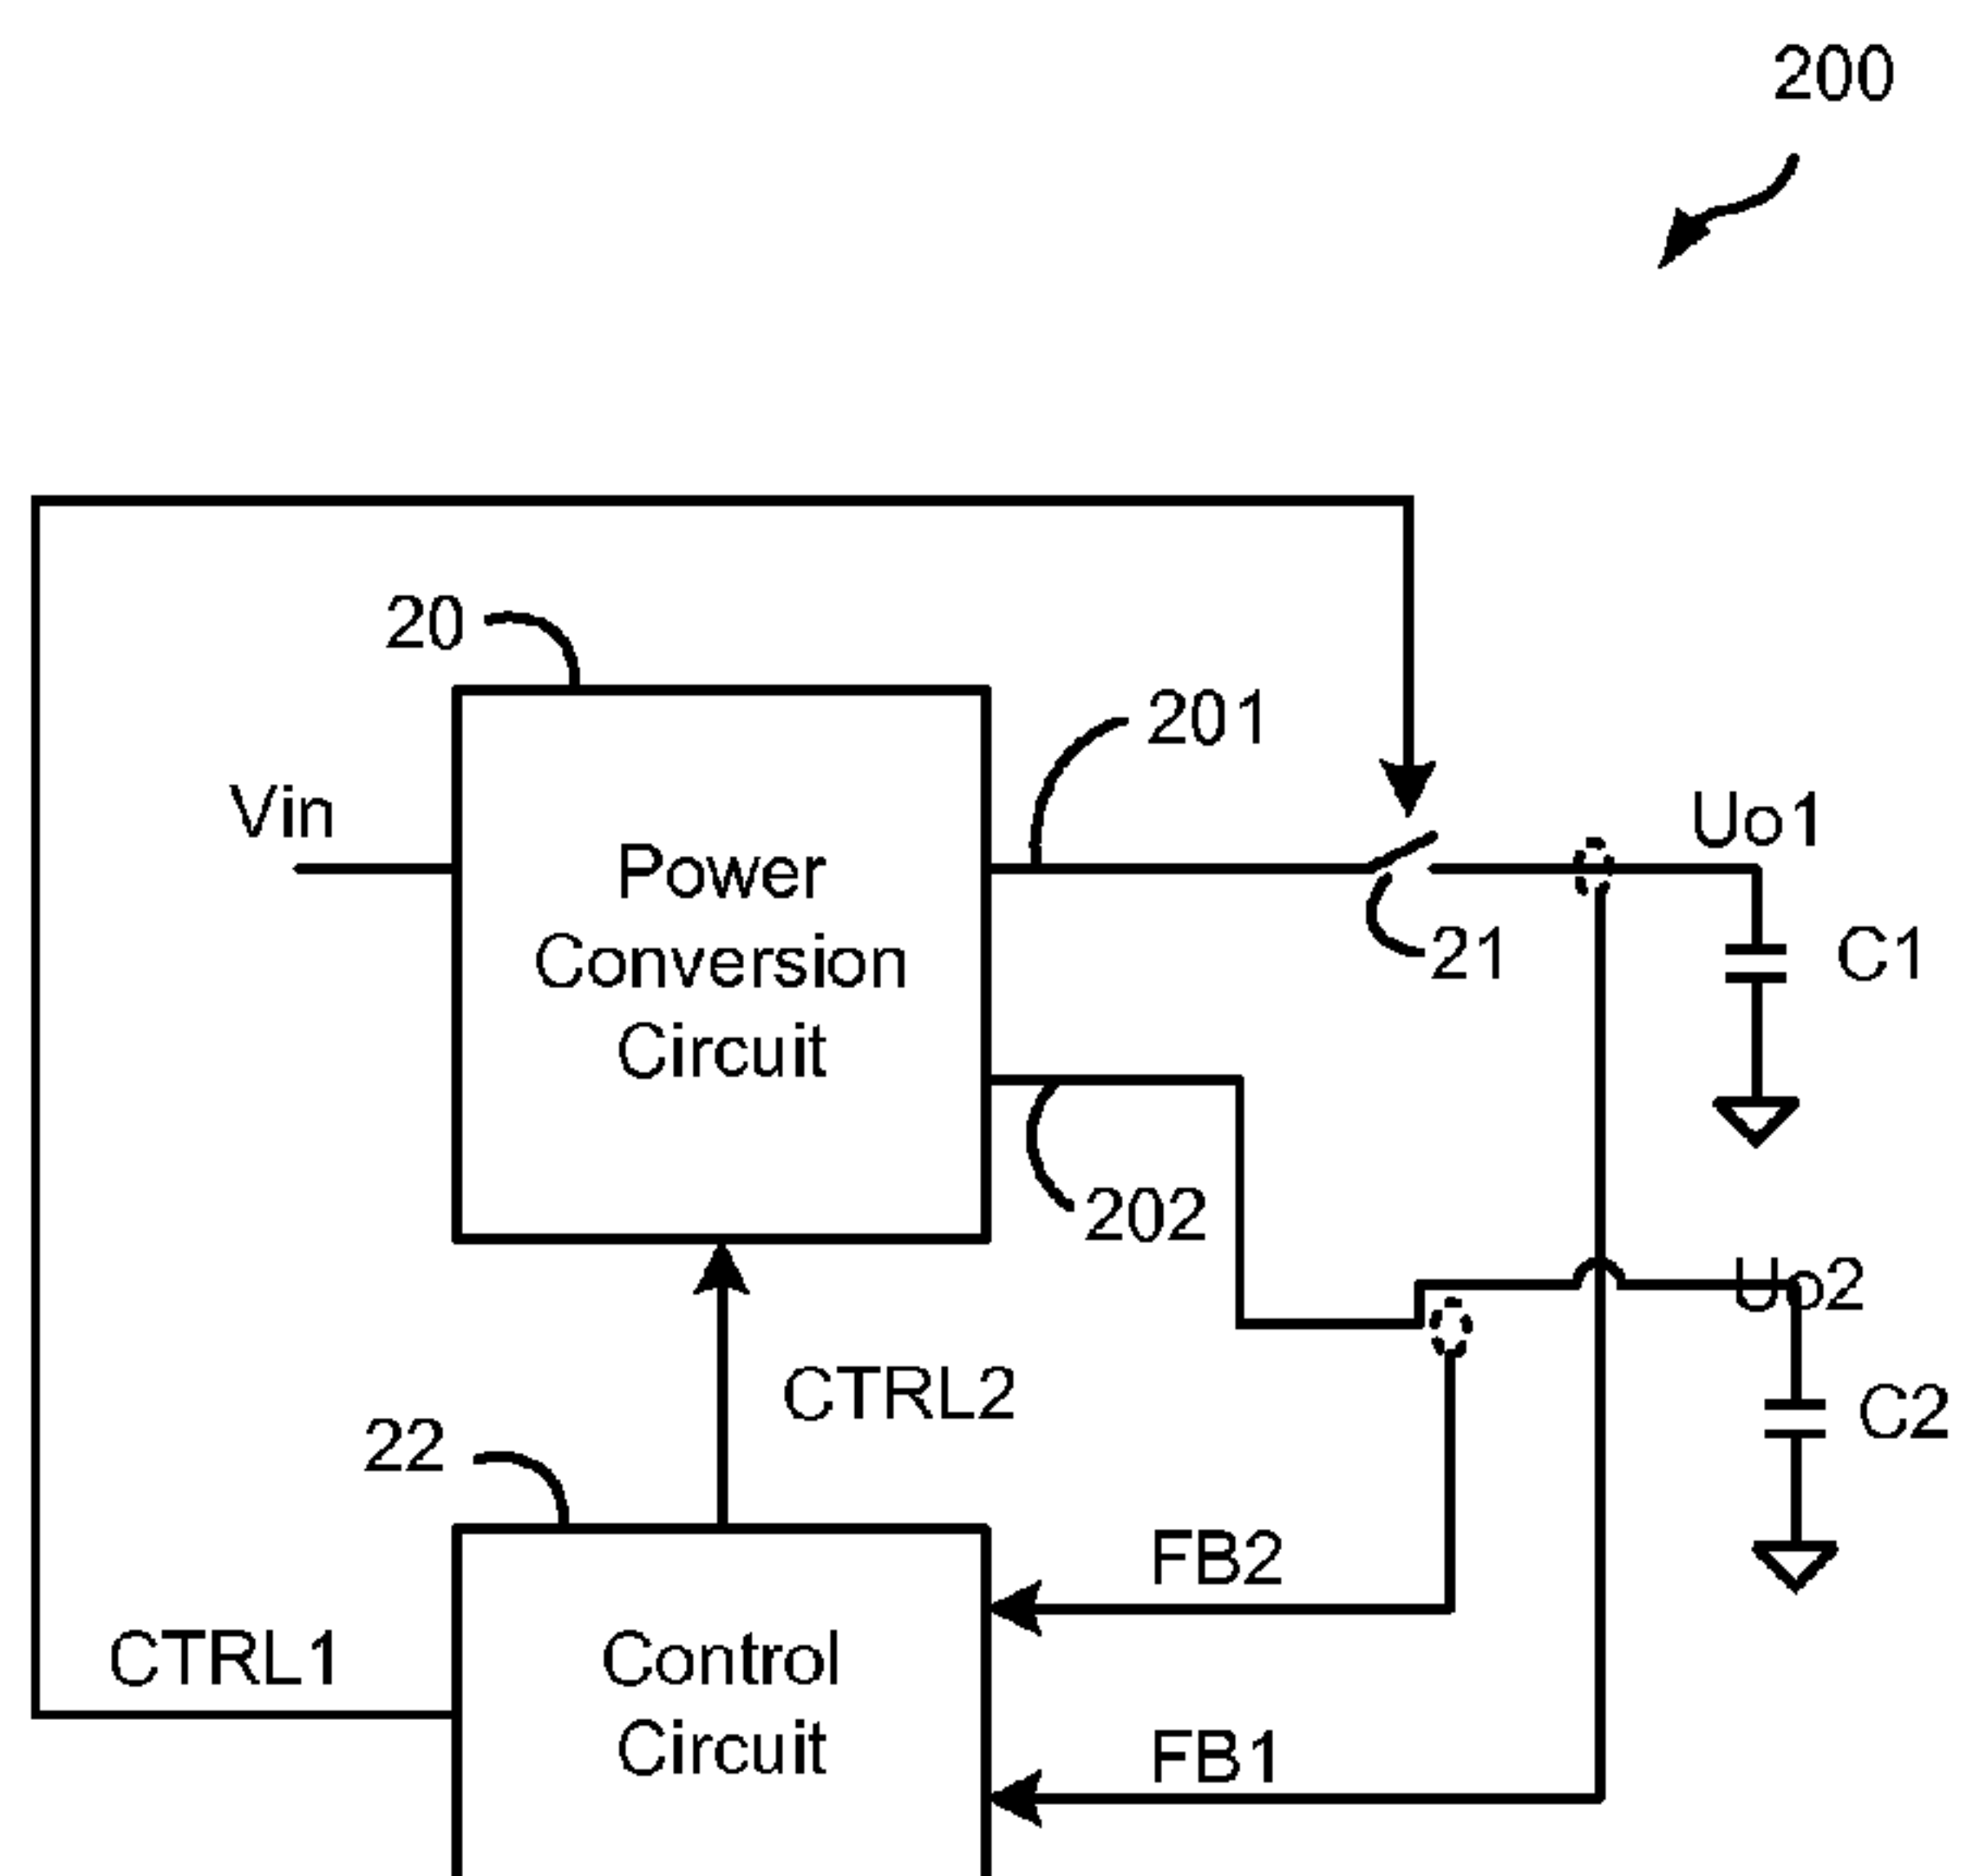 200
20
201
Vin
Uo1
Power
Conversion
Circuit
21
C1
202
Uo2
CTRL2
C2
22
FB2
CTRL1
Control
Circuit
FB1